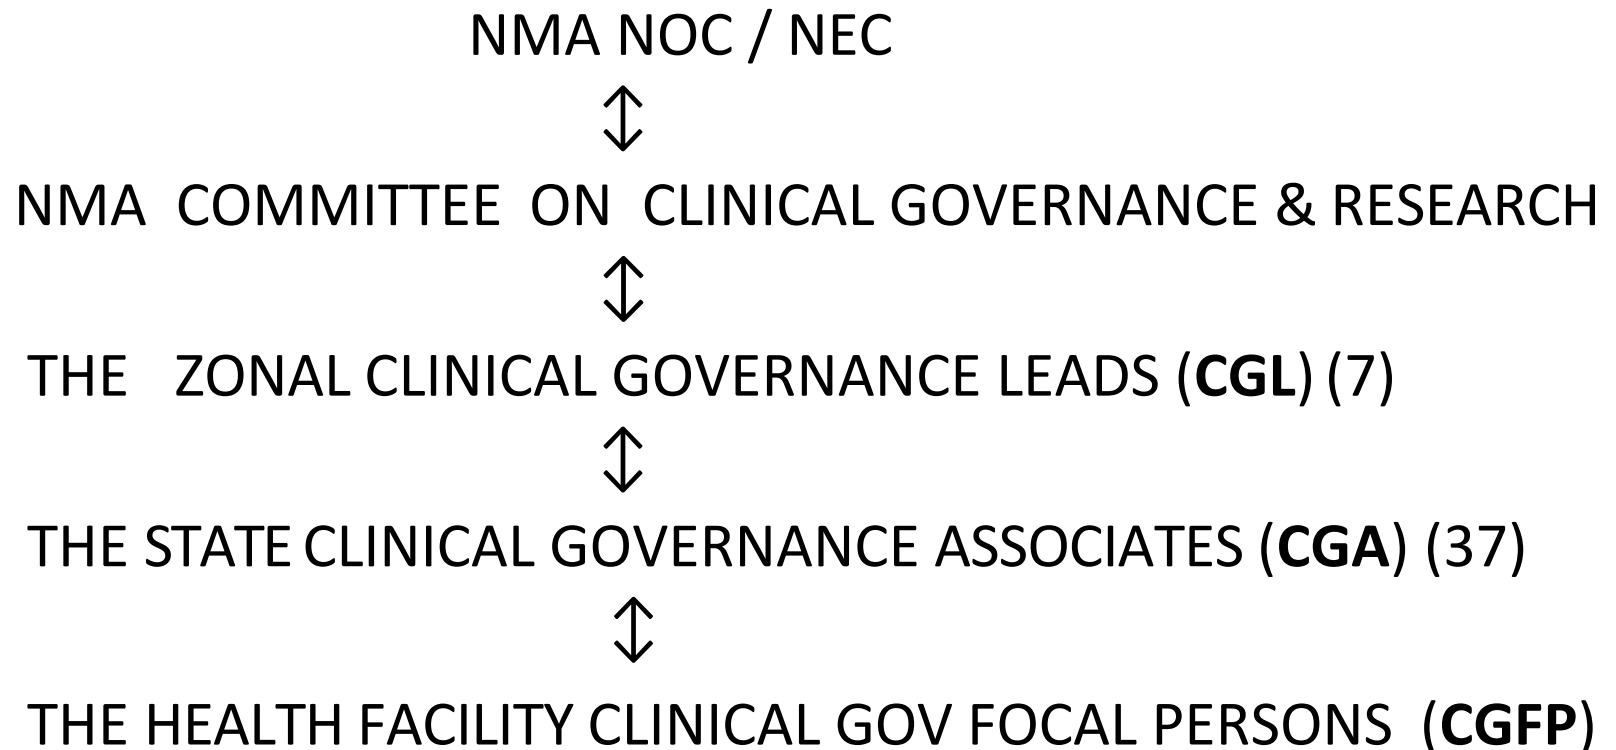 NMA NOC / NEC
↕
NMA COMMITTEE ON CLINICAL GOVERNANCE & RESEARCH
↕
THE ZONAL CLINICAL GOVERNANCE LEADS (CGL) (7)
↕
THE STATE CLINICAL GOVERNANCE ASSOCIATES (CGA) (37)
↕
THE HEALTH FACILITY CLINICAL GOV FOCAL PERSONS (CGFP)